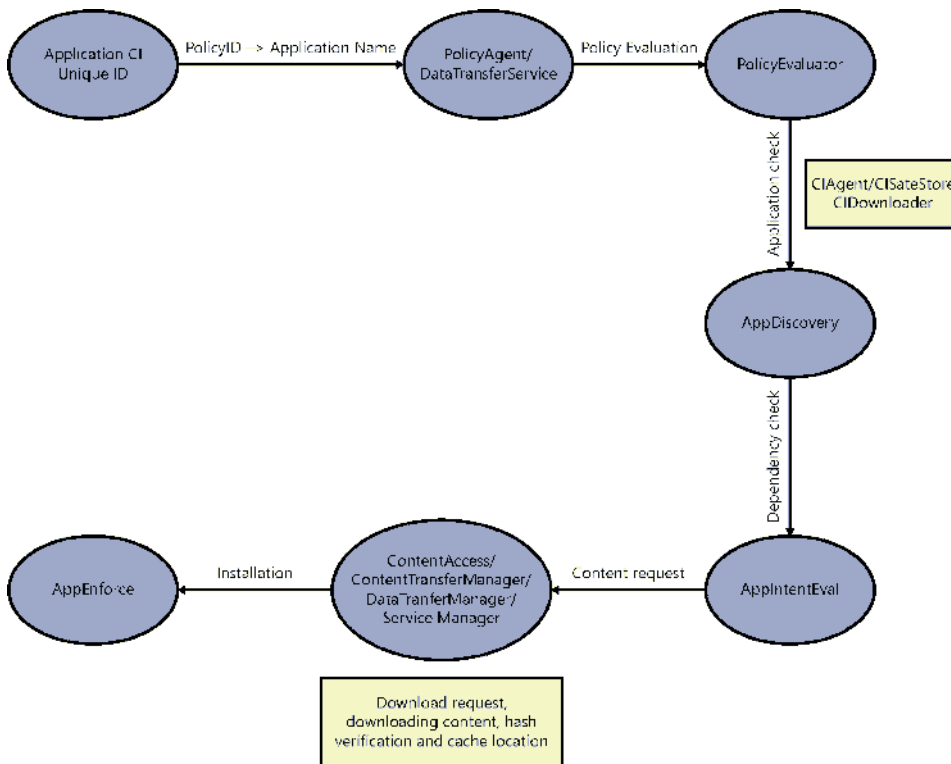 Application CI
Unique ID
PolicyID --> Application Name
PolicyAgent/
DataTransferService
Policy Evaluation
PolicyEvaluator
Application check
CIAgent/CISateStore
CIDownloader
AppDiscovery
Dependency check
AppEnforce
Installation
ContentAccess/
ContentTransferManager/
DataTranferManager/
Service Manager
Content request
AppIntentEval
Download request,
downloading content, hash
verification and cache location